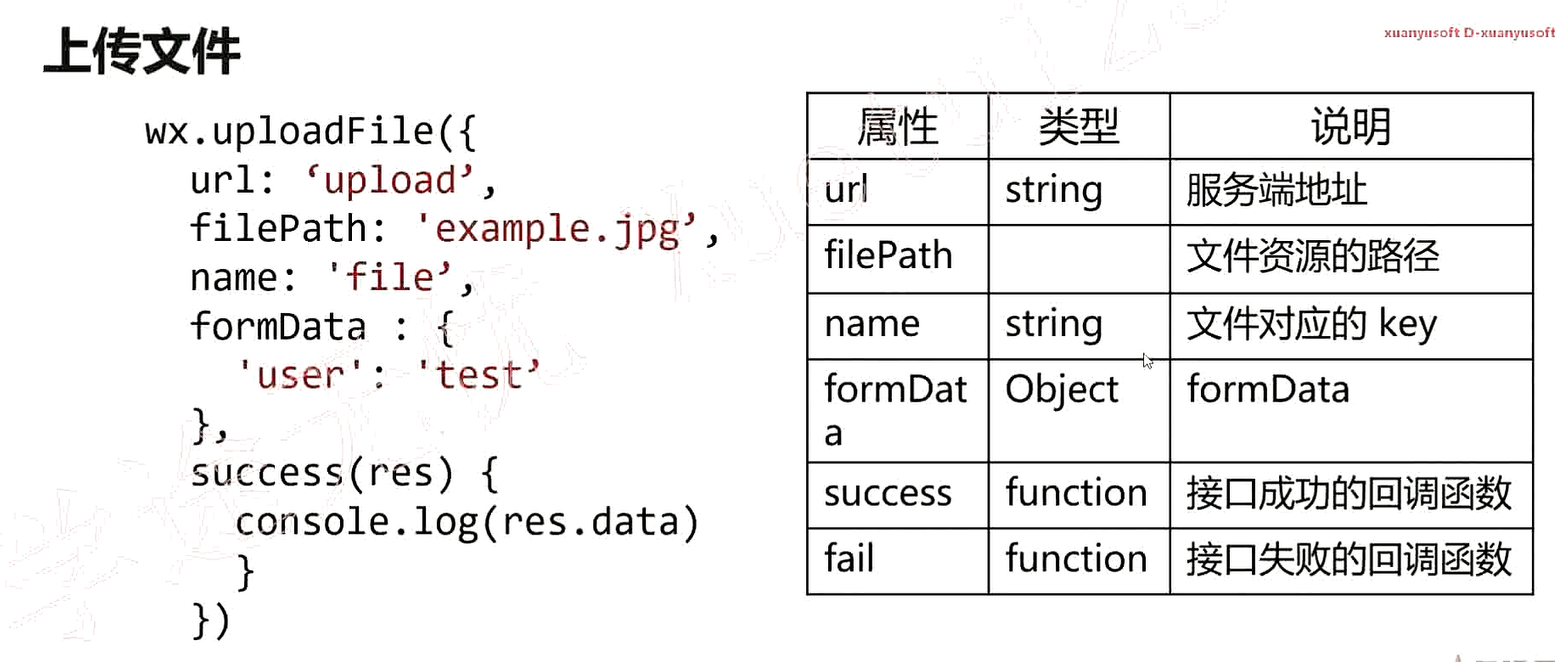 上传文件
xuanyusoft D-xuanyusoft
wx.uploadFile({
url: ‘upload’,
filePath: 'example.jpg’,
name: 'file’,
formData : {
'user': 'test’
},
success(res) {
console.log(res.data)
}
})
属性 类型 说明
url string 服务端地址
filePath 文件资源的路径
name string 文件对应的 key
formDat Object formData
a
success function 接口成功的回调函数
fail function 接口失败的回调函数